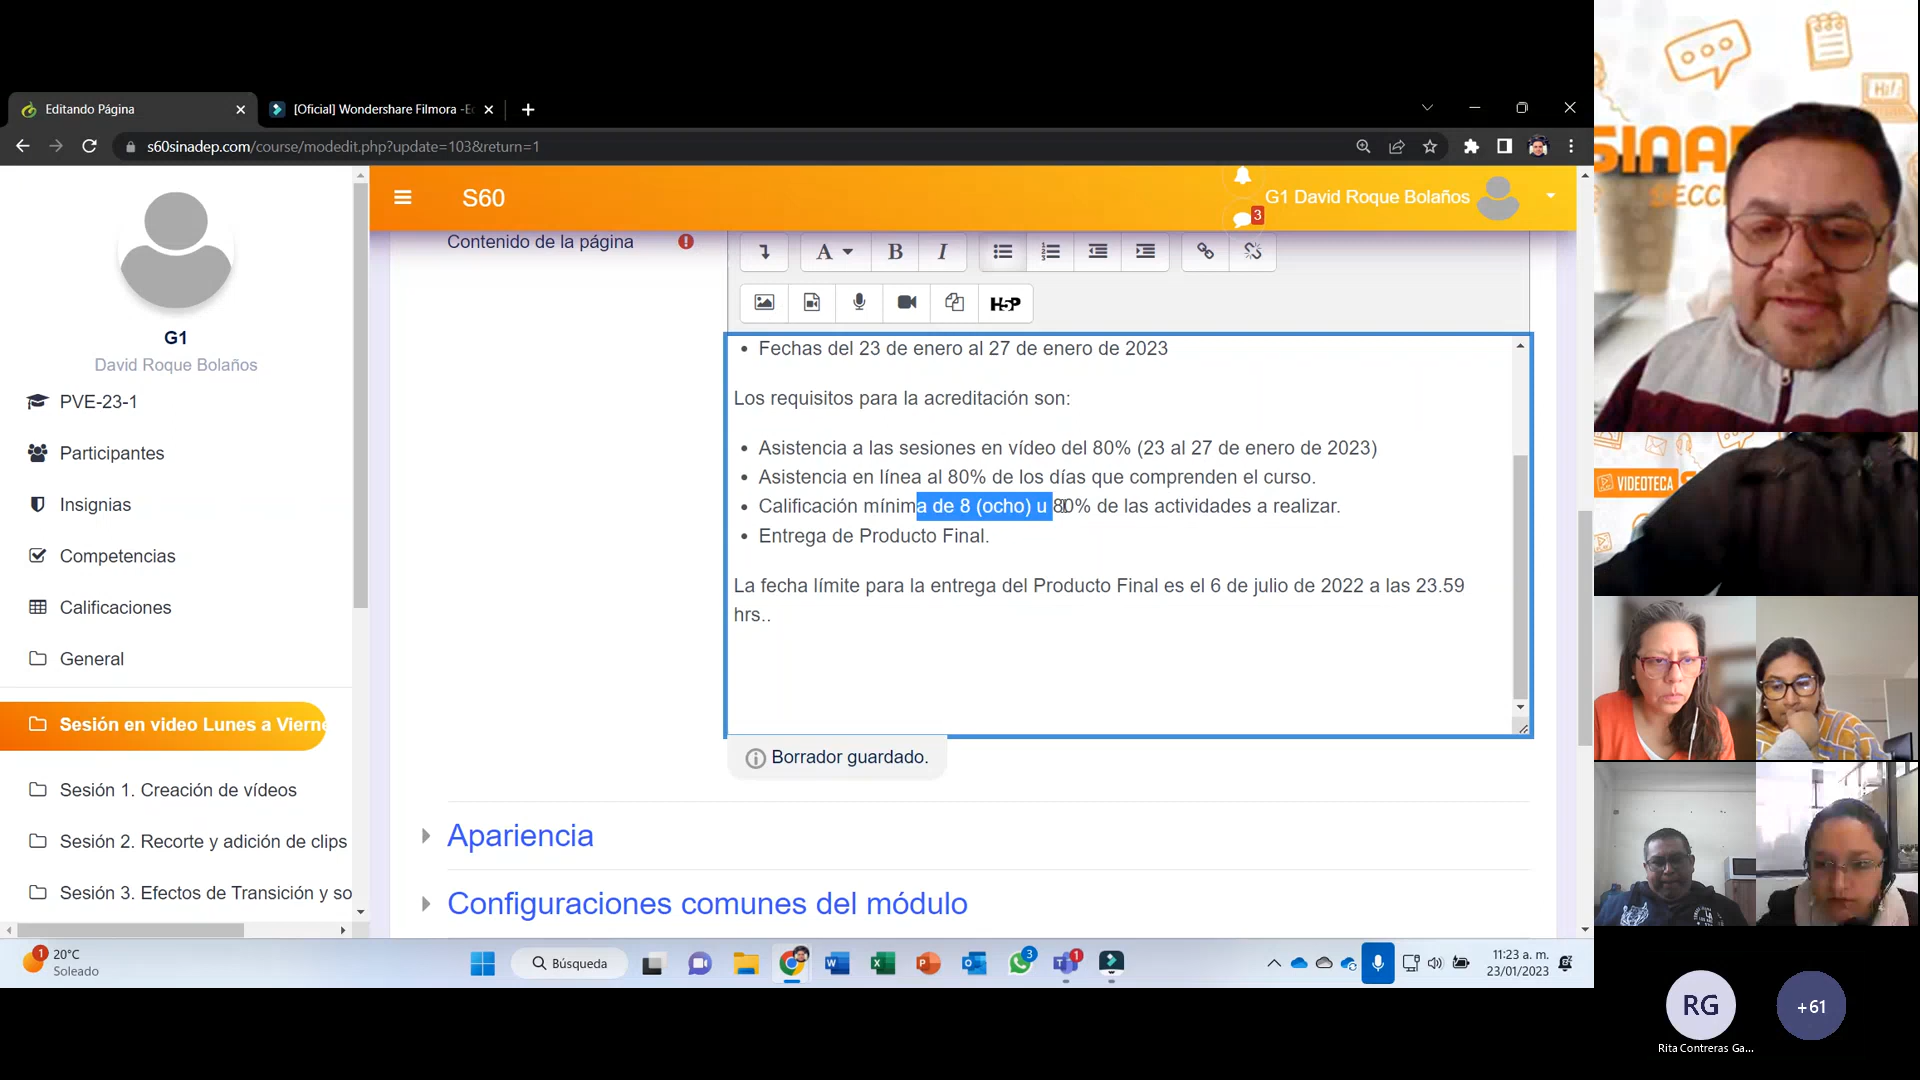 Editando Página
[Oficial] Wondershare Filmora -E
s60sinadep.com/course/modedit.php?update=103&return=1
S60
G1 David Roque Bolaños
3
G1
David Roque Bolaños
PVE-23-1
Participantes
Insignias
Competencias
Calificaciones
General
Sesión en video Lunes a Vierne
Sesión 1. Creación de vídeos
Sesión 2. Recorte y adición de clips
Sesión 3. Efectos de Transición y so
Contenido de la página
A
B
I
H5P
Fechas del 23 de enero al 27 de enero de 2023
Los requisitos para la acreditación son:
Asistencia a las sesiones en vídeo del 80% (23 al 27 de enero de 2023)
Asistencia en línea al 80% de los días que comprenden el curso.
Calificación mínima de 8 (ocho) u 80% de las actividades a realizar.
Entrega de Producto Final.
La fecha límite para la entrega del Producto Final es el 6 de julio de 2022 a las 23.59
hrs..
Borrador guardado.
Apariencia
Configuraciones comunes del módulo
1
20°C
Soleado
Búsqueda
3
1
11:23 a. m.
23/01/2023
Hi!
SINA
SECC
VIDEOTECA
RG
+61
Rita Contreras Ga...